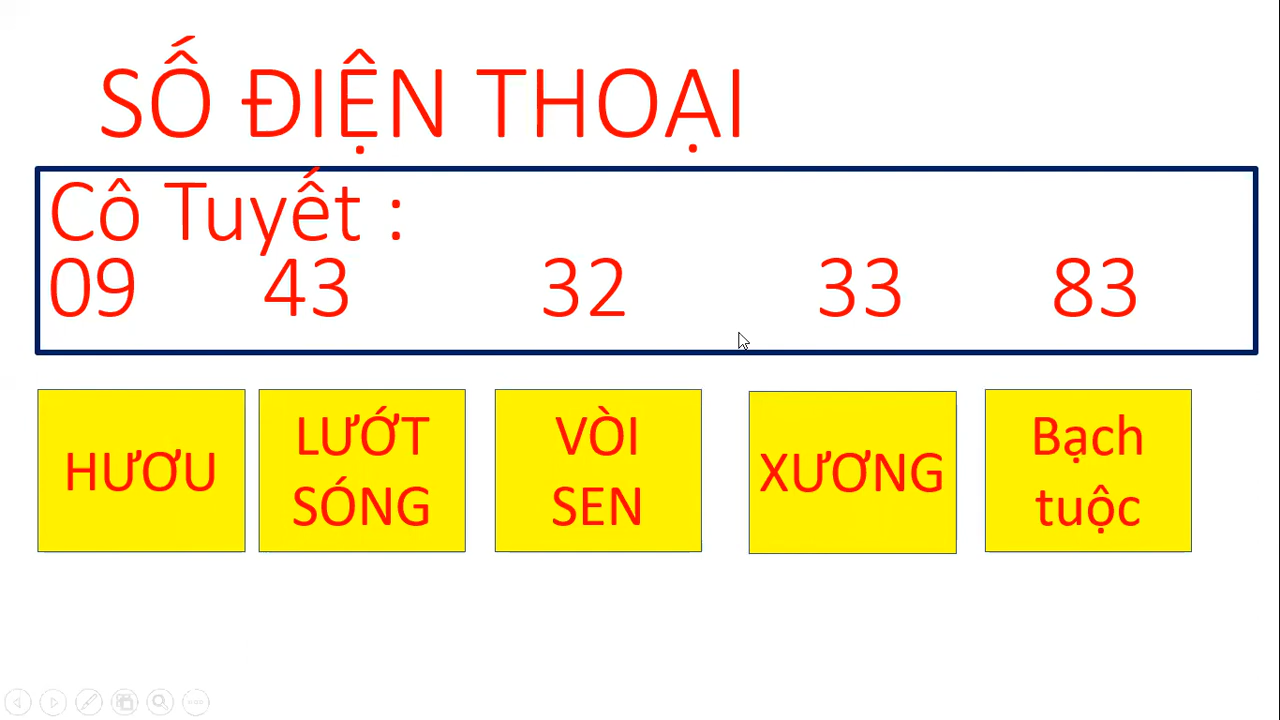 SỐ ĐIỆN THOẠI
Cô Tuyết :
09 43 32 33 83
HƯƠU
LƯỚT
SÓNG
VÒI
SEN
XƯƠNG
Bạch
tuộc